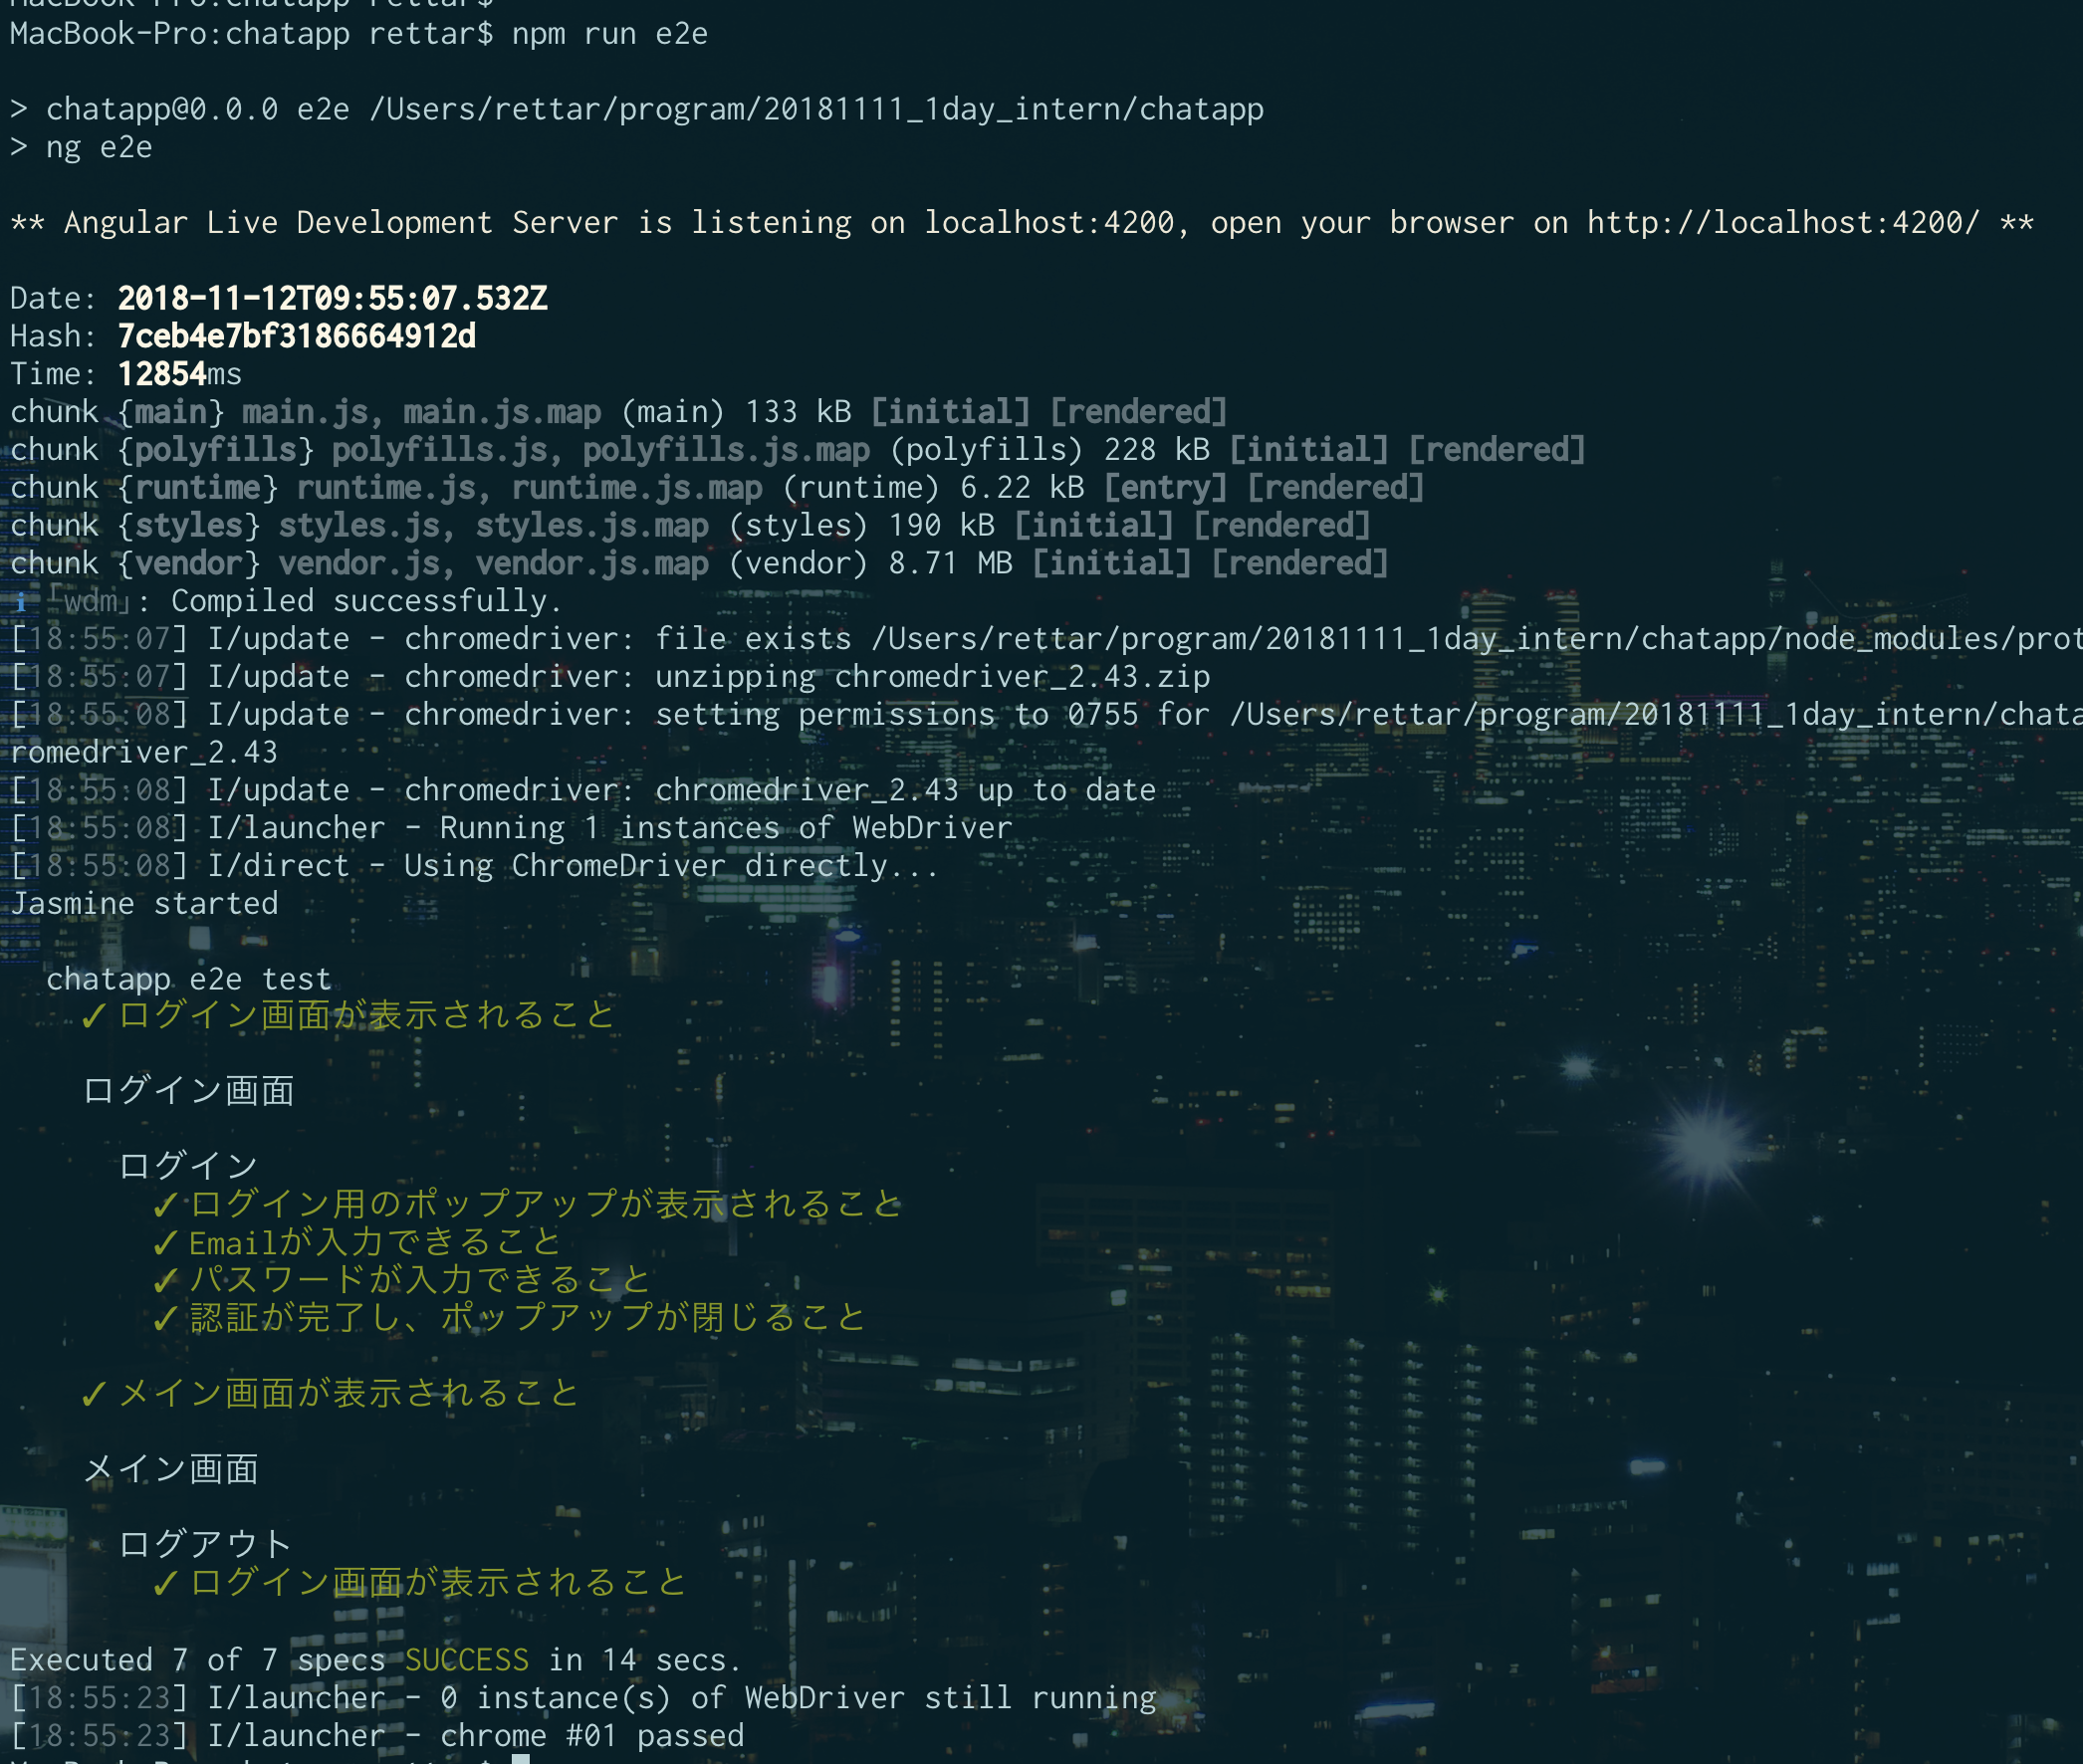 MacBook-Pro:chatapp rettar$
MacBook-Pro:chatapp rettar$ npm run e2e
> chatapp@0.0.0 e2e /Users/rettar/program/20181111_1day_intern/chatapp
> ng e2e
** Angular Live Development Server is listening on localhost:4200, open your browser on http://localhost:4200/ **
Date: 2018-11-12T09:55:07.532Z
Hash: 7ceb4e7bf3186664912d
Time: 12854ms
chunk {main} main.js, main.js.map (main) 133 kB [initial] [rendered]
chunk {polyfills} polyfills.js, polyfills.js.map (polyfills) 228 kB [initial] [rendered]
chunk {runtime} runtime.js, runtime.js.map (runtime) 6.22 kB [entry] [rendered]
chunk {styles} styles.js, styles.js.map (styles) 190 kB [initial] [rendered]
chunk {vendor} vendor.js, vendor.js.map (vendor) 8.71 MB [initial] [rendered]
ℹ ｢wdm｣: Compiled successfully.
[18:55:07] I/update - chromedriver: file exists /Users/rettar/program/20181111_1day_intern/chatapp/node_modules/prot
[18:55:07] I/update - chromedriver: unzipping chromedriver_2.43.zip
[18:55:08] I/update - chromedriver: setting permissions to 0755 for /Users/rettar/program/20181111_1day_intern/chata
romedriver_2.43
[18:55:08] I/update - chromedriver: chromedriver_2.43 up to date
[18:55:08] I/launcher - Running 1 instances of WebDriver
[18:55:08] I/direct - Using ChromeDriver directly...
Jasmine started
chatapp e2e test
✓ ログイン画面が表示されること
ログイン画面
ログイン
✓ ログイン用のポップアップが表示されること
✓ Emailが入力できること
✓ パスワードが入力できること
✓ 認証が完了し、ポップアップが閉じること
✓ メイン画面が表示されること
メイン画面
ログアウト
✓ ログイン画面が表示されること
Executed 7 of 7 specs SUCCESS in 14 secs.
[18:55:23] I/launcher - 0 instance(s) of WebDriver still running
[18:55:23] I/launcher - chrome #01 passed